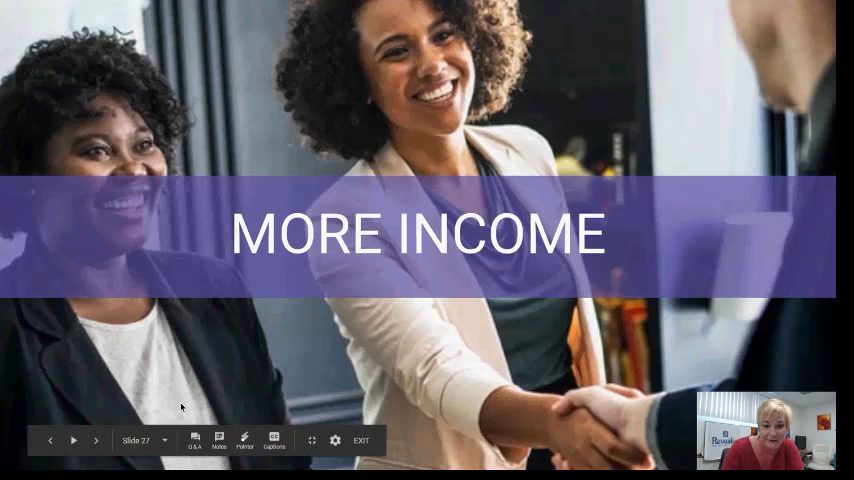 MORE INCOME
Slide 27
Q&A
Notes
Pointer
Captions
EXIT